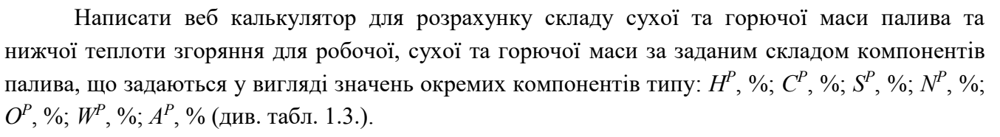 Написати веб калькулятор для розрахунку складу сухої та горючої маси палива та
нижчої теплоти згоряння для робочої, сухої та горючої маси за заданим складом компонентів
палива, що задаються у вигляді значень окремих компонентів типу: H^P, %; C^P, %; S^P, %; N^P, %;
O^P, %; W^P, %; A^P, % (див. табл. 1.3.).